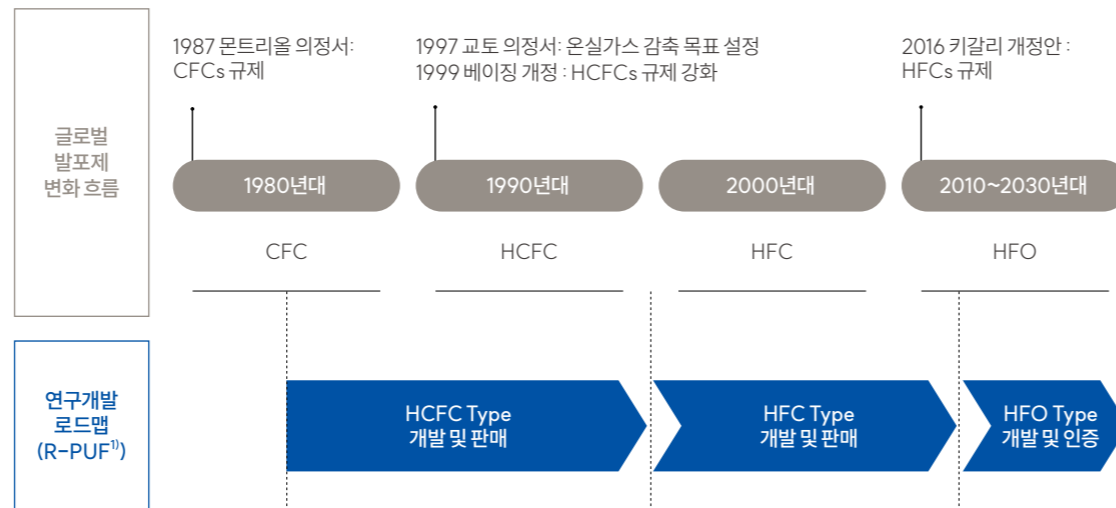 1987 몬트리올 의정서:
CFCs 규제
1997 교토 의정서: 온실가스 감축 목표 설정
1999 베이징 개정 : HCFCs 규제 강화
2016 키갈리 개정안 :
HFCs 규제
글로벌
발포제
변화 흐름
1980년대
1990년대
2000년대
2010~2030년대
CFC
HCFC
HFC
HFO
연구개발
로드맵
(R-PUF¹⁾)
HCFC Type
개발 및 판매
HFC Type
개발 및 판매
HFO Type
개발 및 인증